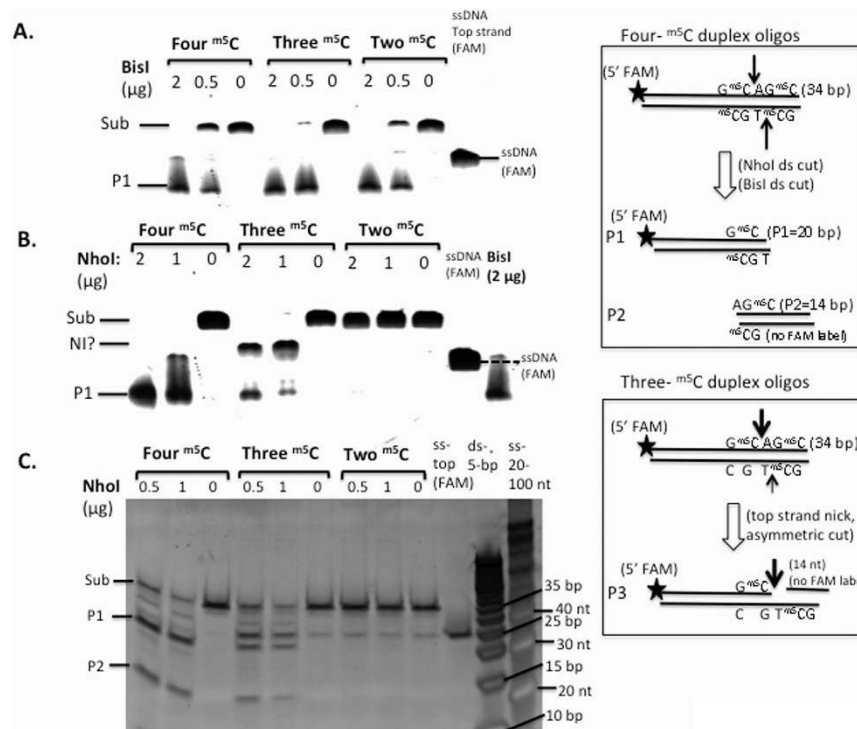 A.
Four ᵐ⁵C Three ᵐ⁵C Two ᵐ⁵C
ssDNA
Top strand
(FAM)
BisI
(µg)
2 0.5 0 2 0.5 0 2 0.5 0
Sub
ssDNA
(FAM)
P1
B.
Four ᵐ⁵C Three ᵐ⁵C Two ᵐ⁵C
NhoI:
(µg)
2 1 0 2 1 0 2 1 0
ssDNA
(FAM)
BisI
(2 µg)
Sub
NI?
ssDNA
(FAM)
P1
C.
Four ᵐ⁵C Three ᵐ⁵C Two ᵐ⁵C
ss-
top
(FAM)
ds-
5-bp
ss-
20-
100 nt
NhoI
(µg)
0.5 1 0 0.5 1 0 0.5 1 0
Sub
P1
P2
35 bp
40 nt
25 bp
30 nt
15 bp
20 nt
10 bp
Four- ᵐ⁵C duplex oligos
(5' FAM)
Gᵐ⁵CAGᵐ⁵C (34 bp)
ᵐ⁵CG Tᵐ⁵CG
(NhoI ds cut)
(BisI ds cut)
(5' FAM)
P1
Gᵐ⁵C (P1=20 bp)
ᵐ⁵CG T
P2
AGᵐ⁵C (P2=14 bp)
ᵐ⁵CG (no FAM label)
Three- ᵐ⁵C duplex oligos
(5' FAM)
Gᵐ⁵CAGᵐ⁵C (34 bp)
C G Tᵐ⁵CG
(top strand nick,
asymmetric cut)
(14 nt)
(no FAM lab
(5' FAM)
P3
Gᵐ⁵C
C GTᵐ⁵CG